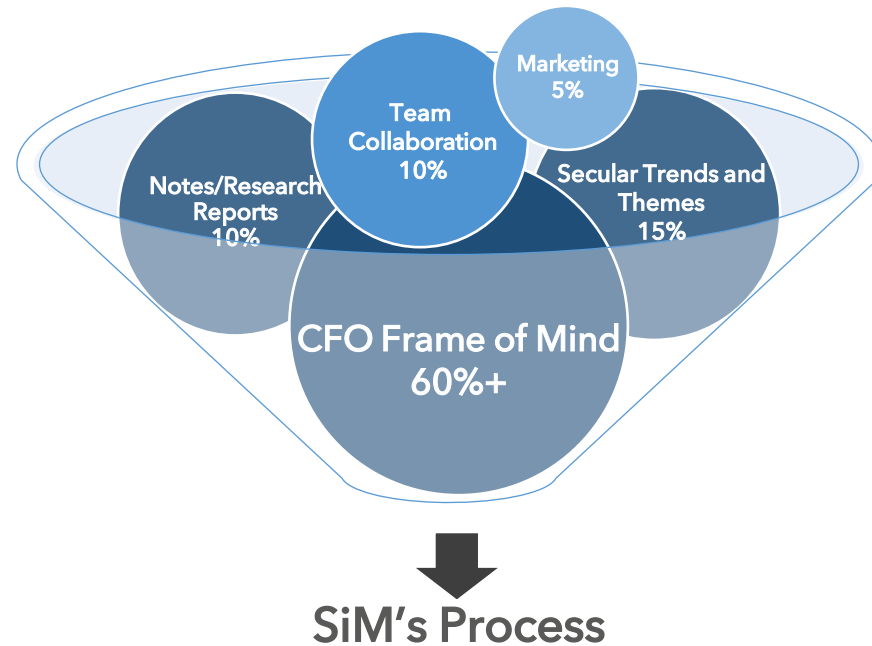 Marketing
5%
Team
Collaboration
10%
Notes/Research
Reports
10%
Secular Trends and
Themes
15%
CFO Frame of Mind
60%+
SiM's Process